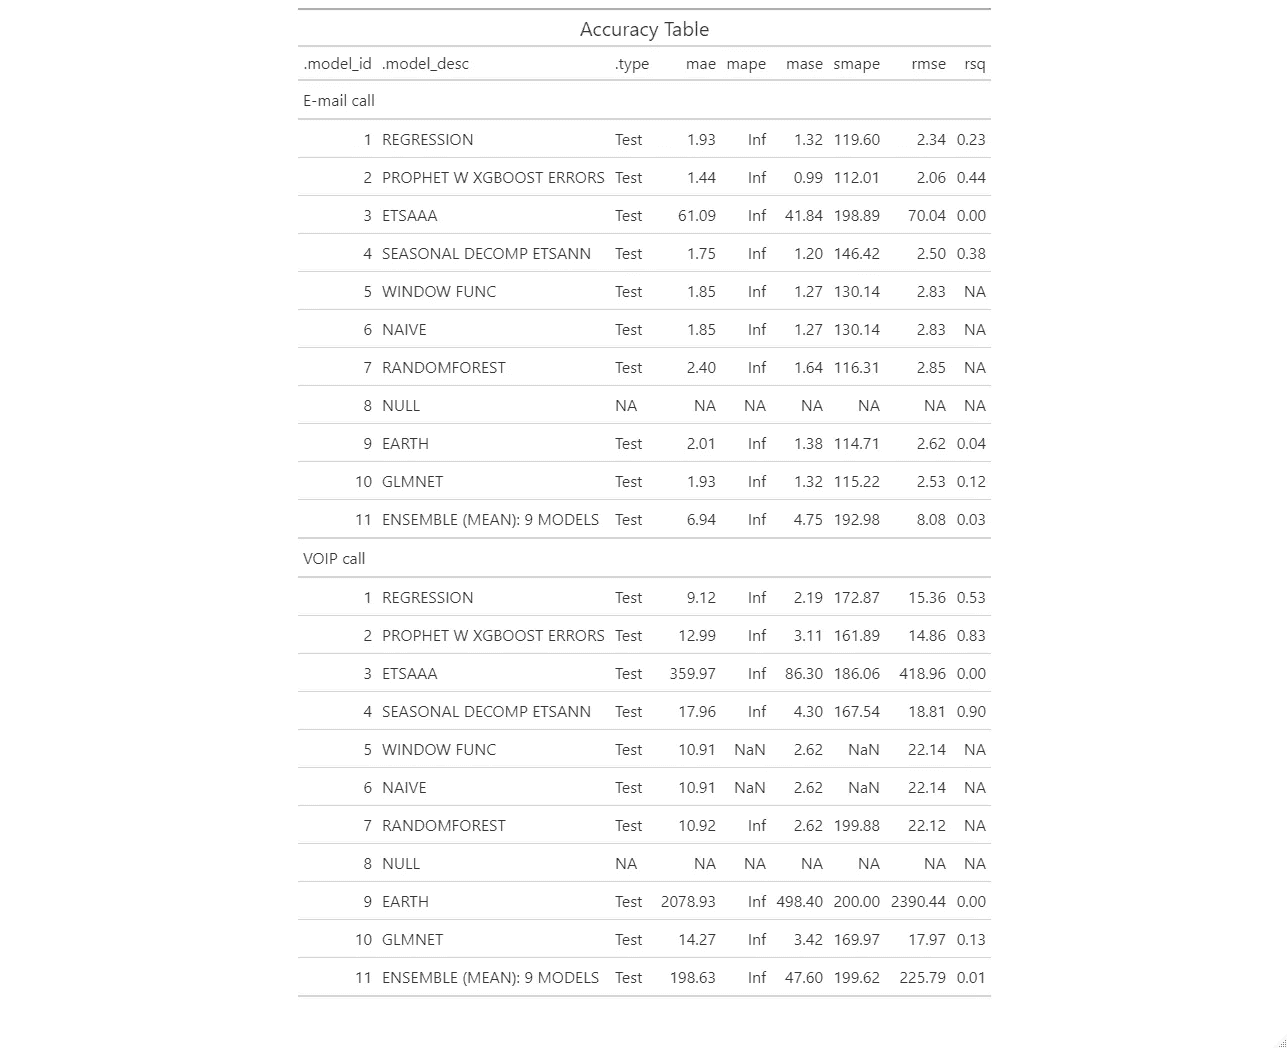 Accuracy Table
.model_id .model_desc .type mae mape mase smape rmse rsq
E-mail call
1 REGRESSION Test 1.93 Inf 1.32 119.60 2.34 0.23
2 PROPHET W XGBOOST ERRORS Test 1.44 Inf 0.99 112.01 2.06 0.44
3 ETSAAA Test 61.09 Inf 41.84 198.89 70.04 0.00
4 SEASONAL DECOMP ETSANN Test 1.75 Inf 1.20 146.42 2.50 0.38
5 WINDOW FUNC Test 1.85 Inf 1.27 130.14 2.83 NA
6 NAIVE Test 1.85 Inf 1.27 130.14 2.83 NA
7 RANDOMFOREST Test 2.40 Inf 1.64 116.31 2.85 NA
8 NULL NA NA NA NA NA NA NA
9 EARTH Test 2.01 Inf 1.38 114.71 2.62 0.04
10 GLMNET Test 1.93 Inf 1.32 115.22 2.53 0.12
11 ENSEMBLE (MEAN): 9 MODELS Test 6.94 Inf 4.75 192.98 8.08 0.03
VOIP call
1 REGRESSION Test 9.12 Inf 2.19 172.87 15.36 0.53
2 PROPHET W XGBOOST ERRORS Test 12.99 Inf 3.11 161.89 14.86 0.83
3 ETSAAA Test 359.97 Inf 86.30 186.06 418.96 0.00
4 SEASONAL DECOMP ETSANN Test 17.96 Inf 4.30 167.54 18.81 0.90
5 WINDOW FUNC Test 10.91 NaN 2.62 NaN 22.14 NA
6 NAIVE Test 10.91 NaN 2.62 NaN 22.14 NA
7 RANDOMFOREST Test 10.92 Inf 2.62 199.88 22.12 NA
8 NULL NA NA NA NA NA NA NA
9 EARTH Test 2078.93 Inf 498.40 200.00 2390.44 0.00
10 GLMNET Test 14.27 Inf 3.42 169.97 17.97 0.13
11 ENSEMBLE (MEAN): 9 MODELS Test 198.63 Inf 47.60 199.62 225.79 0.01